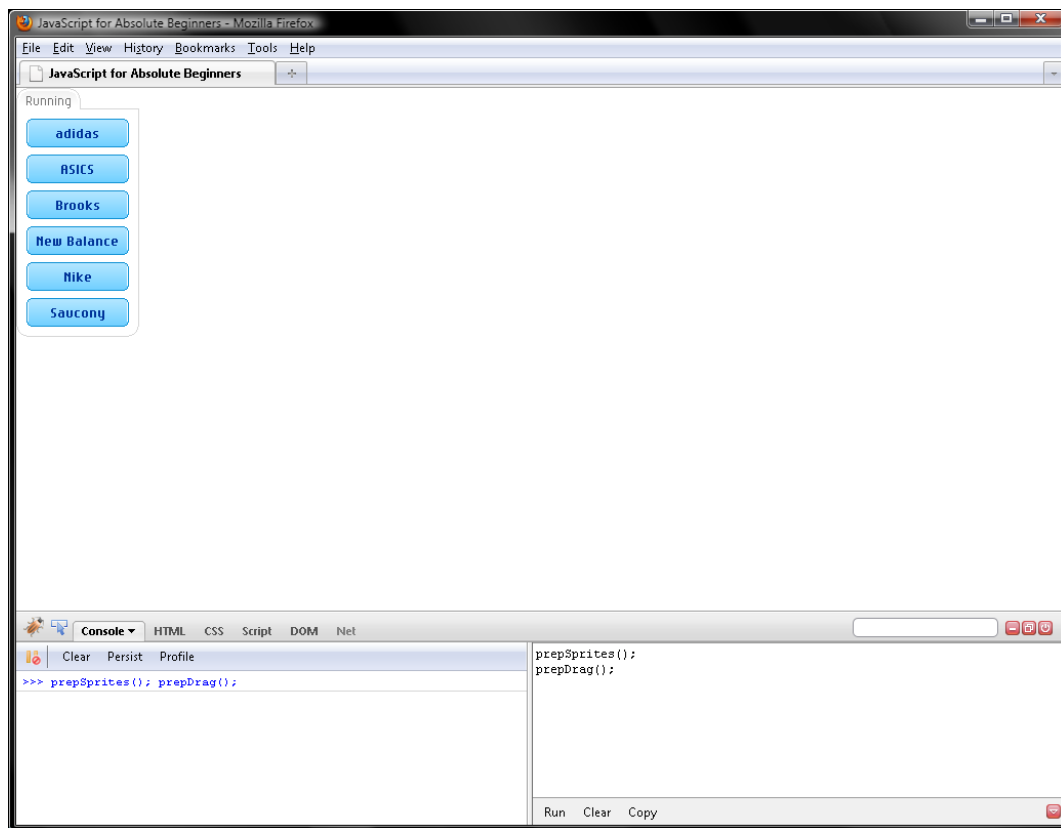 JavaScript for Absolute Beginners - Mozilla Firefox
File Edit View History Bookmarks Tools Help
JavaScript for Absolute Beginners
Running
adidas
ASICS
Brooks
New Balance
Nike
Saucony
Console HTML CSS Script DOM Net
Clear Persist Profile
>>> prepSprites(); prepDrag();
prepSprites();
prepDrag();
Run Clear Copy